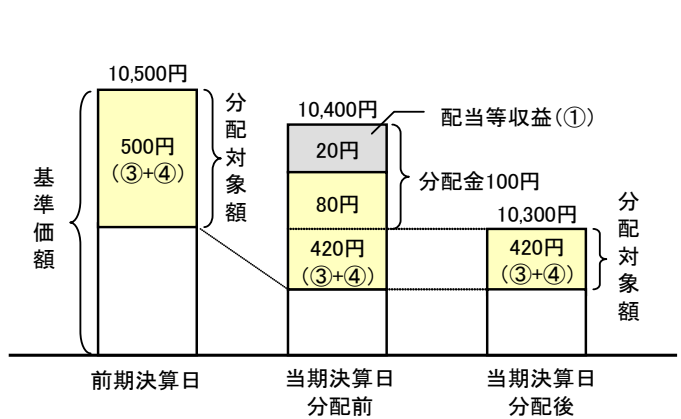 10,500円
500円
(③+④)
分配対象額
基準価額
前期決算日
10,400円
配当等収益(①)
20円
分配金100円
80円
420円
(③+④)
当期決算日
分配前
10,300円
420円
(③+④)
分配対象額
当期決算日
分配後